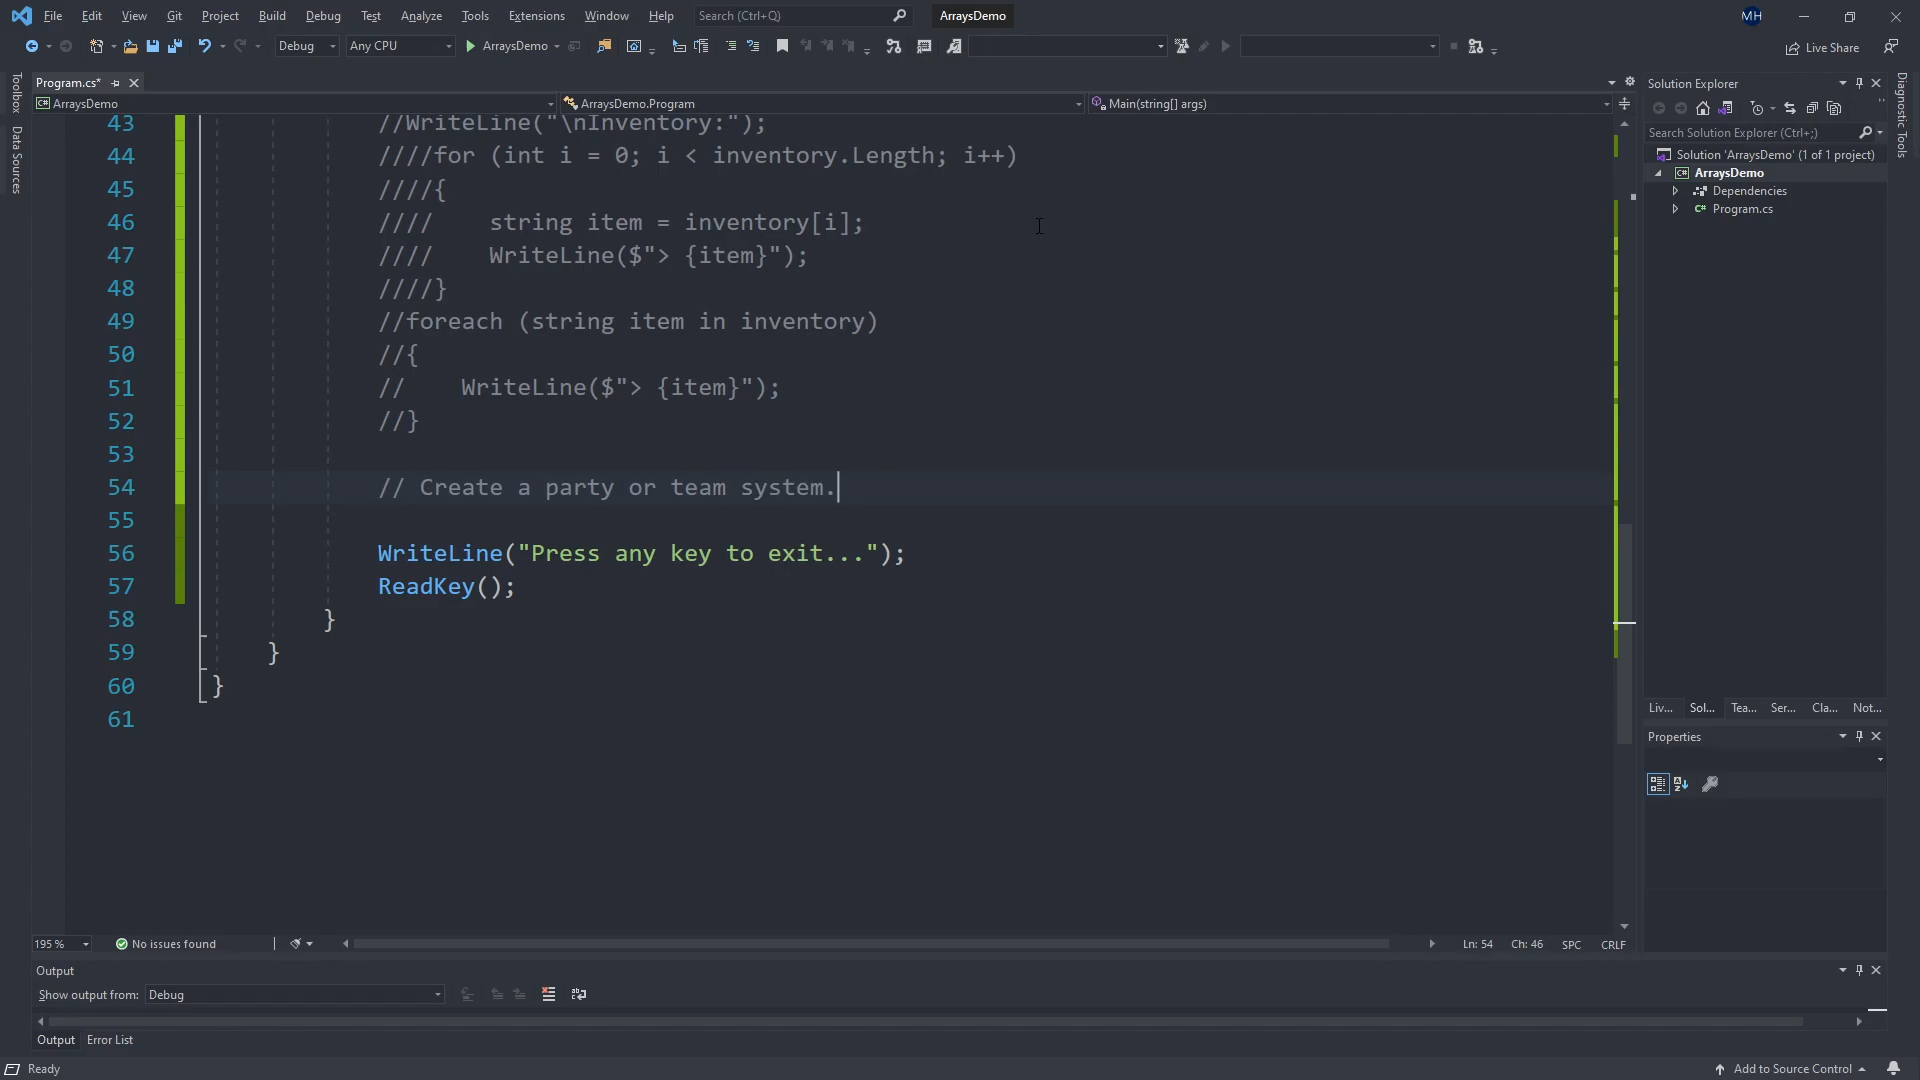 File Edit View Git Project Build Debug Test Analyze Tools Extensions Window Help Search (Ctrl+Q) ArraysDemo MH
Debug Any CPU ArraysDemo Live Share
Toolbox
Data Sources
Program.cs*
ArraysDemo ArraysDemo.Program Main(string[] args)
43 //WriteLine("\nInventory:");
44 ////for (int i = 0; i < inventory.Length; i++)
45 ////{
46 ////    string item = inventory[i];
47 ////    WriteLine($"> {item}");
48 ////}
49 //foreach (string item in inventory)
50 //{
51 //    WriteLine($"> {item}");
52 //}
53
54 // Create a party or team system.
55
56 WriteLine("Press any key to exit...");
57 ReadKey();
58 }
59 }
60 }
61
195 % No issues found Ln: 54 Ch: 46 SPC CRLF
Solution Explorer
Search Solution Explorer (Ctrl+;)
Solution 'ArraysDemo' (1 of 1 project)
ArraysDemo
Dependencies
C# Program.cs
Liv... Sol... Tea... Ser... Cla... Not...
Properties
Diagnostic Tools
Output
Show output from: Debug
Output Error List
Ready Add to Source Control